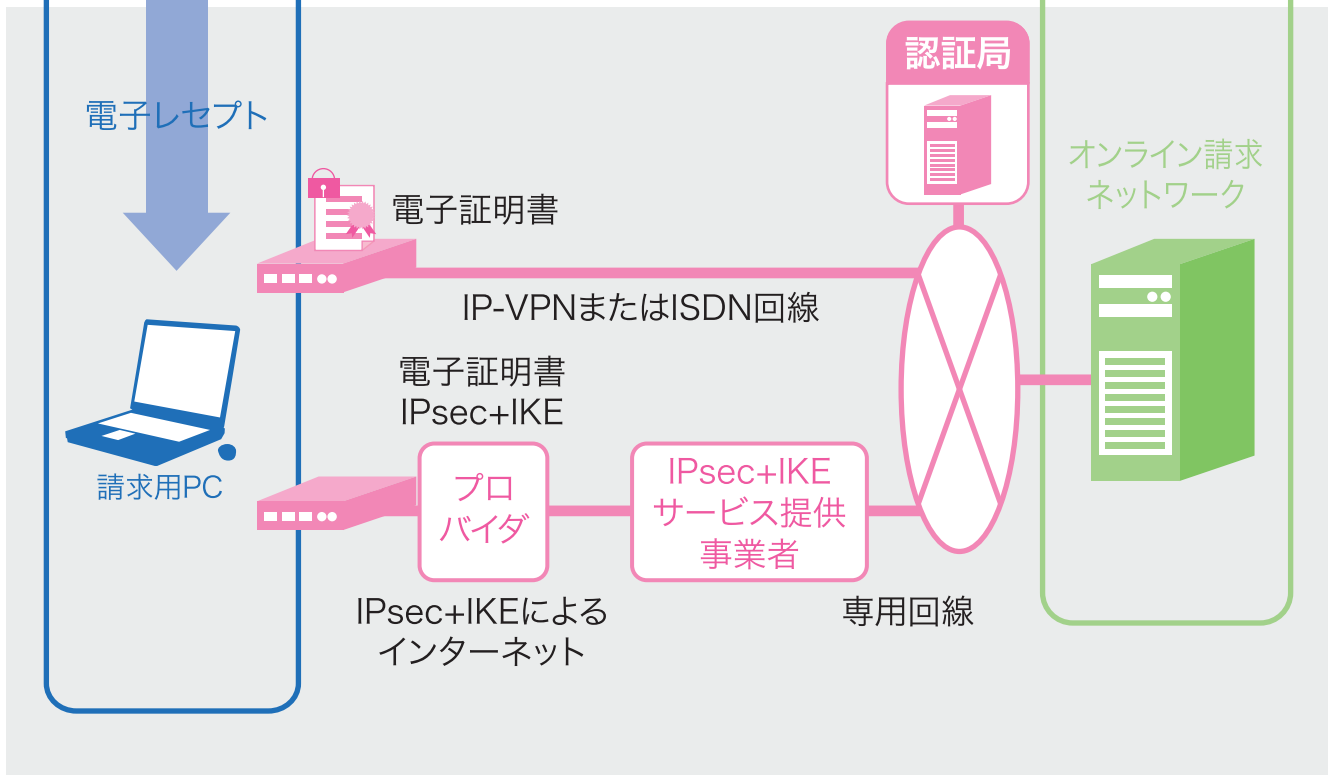 認証局
電子レセプト
オンライン請求
ネットワーク
電子証明書
IP-VPNまたはISDN回線
電子証明書
IPsec+IKE
請求用PC
プロ
バイダ
IPsec+IKE
サービス提供
事業者
IPsec+IKEによる
インターネット
専用回線